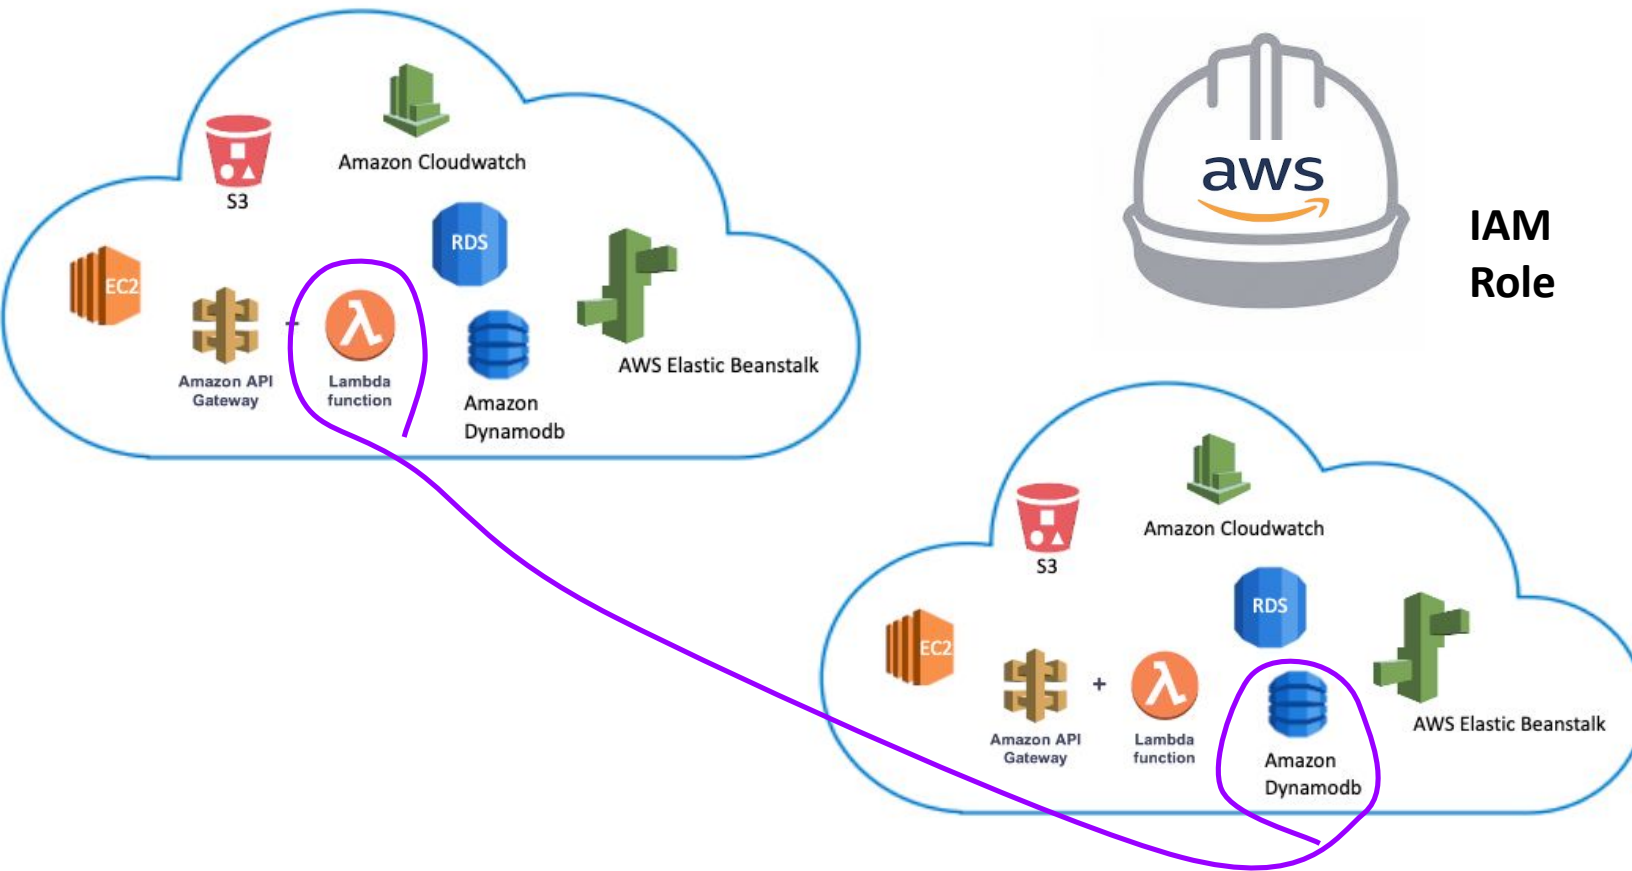 Amazon Cloudwatch
S3
RDS
EC2
+
Amazon API
Gateway
λ
Lambda
function
Amazon
Dynamodb
AWS Elastic Beanstalk
aws
IAM
Role
Amazon Cloudwatch
S3
RDS
EC2
+
Amazon API
Gateway
λ
Lambda
function
Amazon
Dynamodb
AWS Elastic Beanstalk